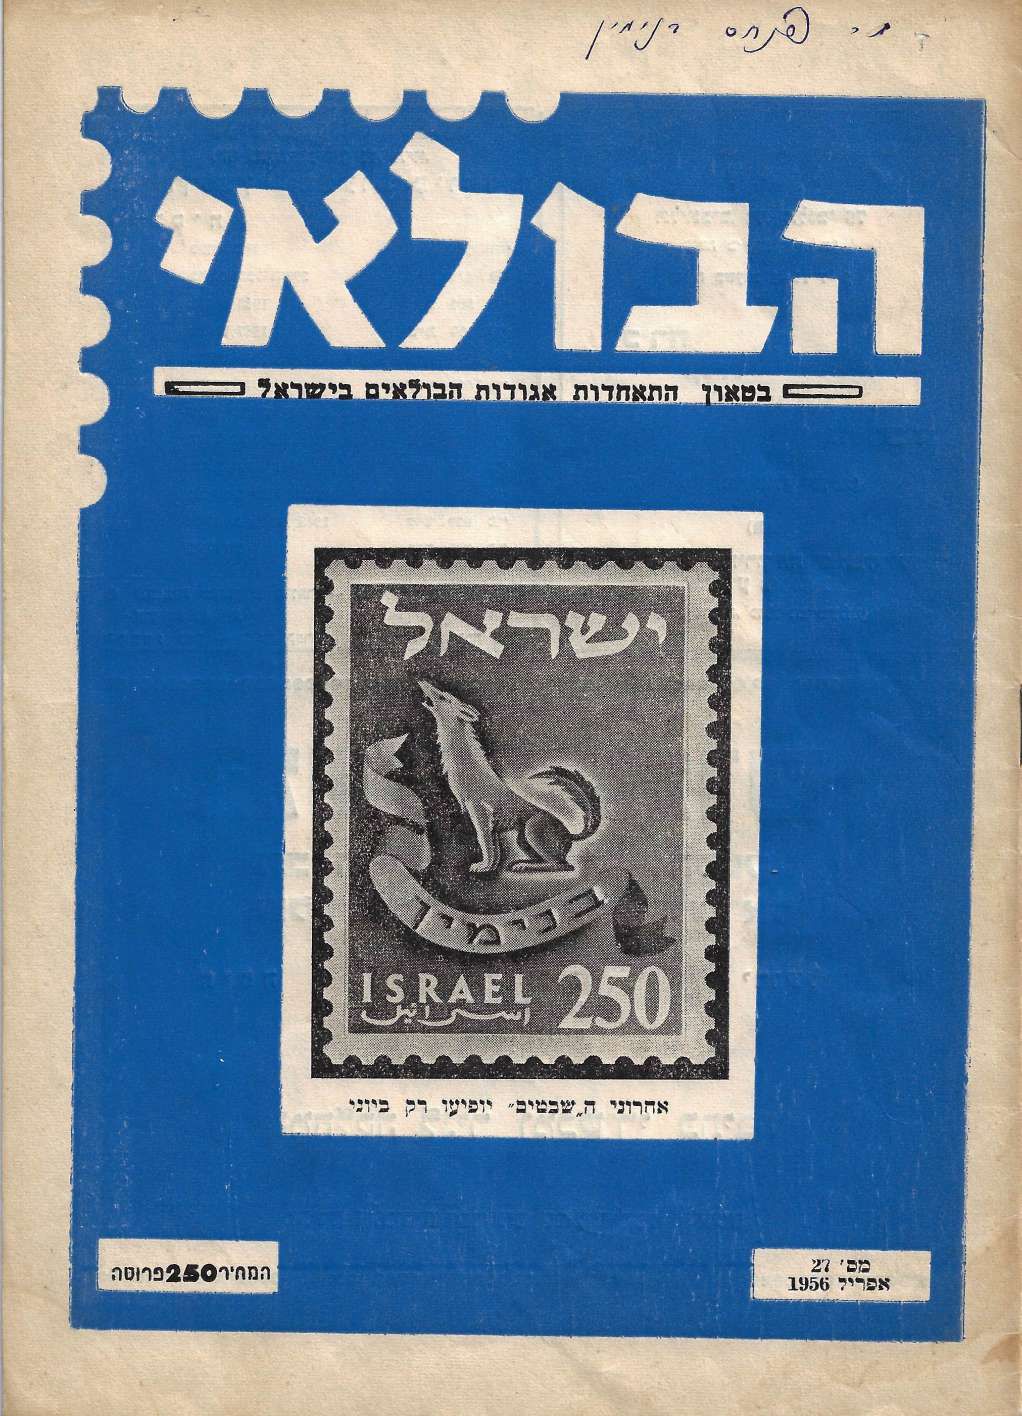 פנחס
הבולאי
בטאון התאחדות אגודות הבולאים בישראל
ישראל
בנימין
ISRAEL 250
اسرائيل
אחרוני ה„שבטים" יופיעו רק ביוני
המחיר 250 פרוטה
מס' 27
אפריל 1956